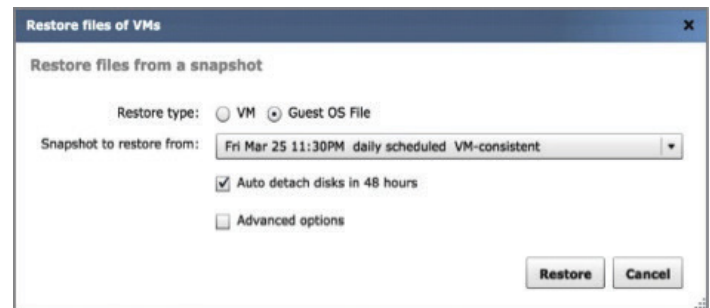 Restore files of VMs
Restore files from a snapshot
Restore type: VM Guest OS File
Snapshot to restore from: Fri Mar 25 11:30PM daily scheduled VM-consistent
Auto detach disks in 48 hours
Advanced options
Restore Cancel